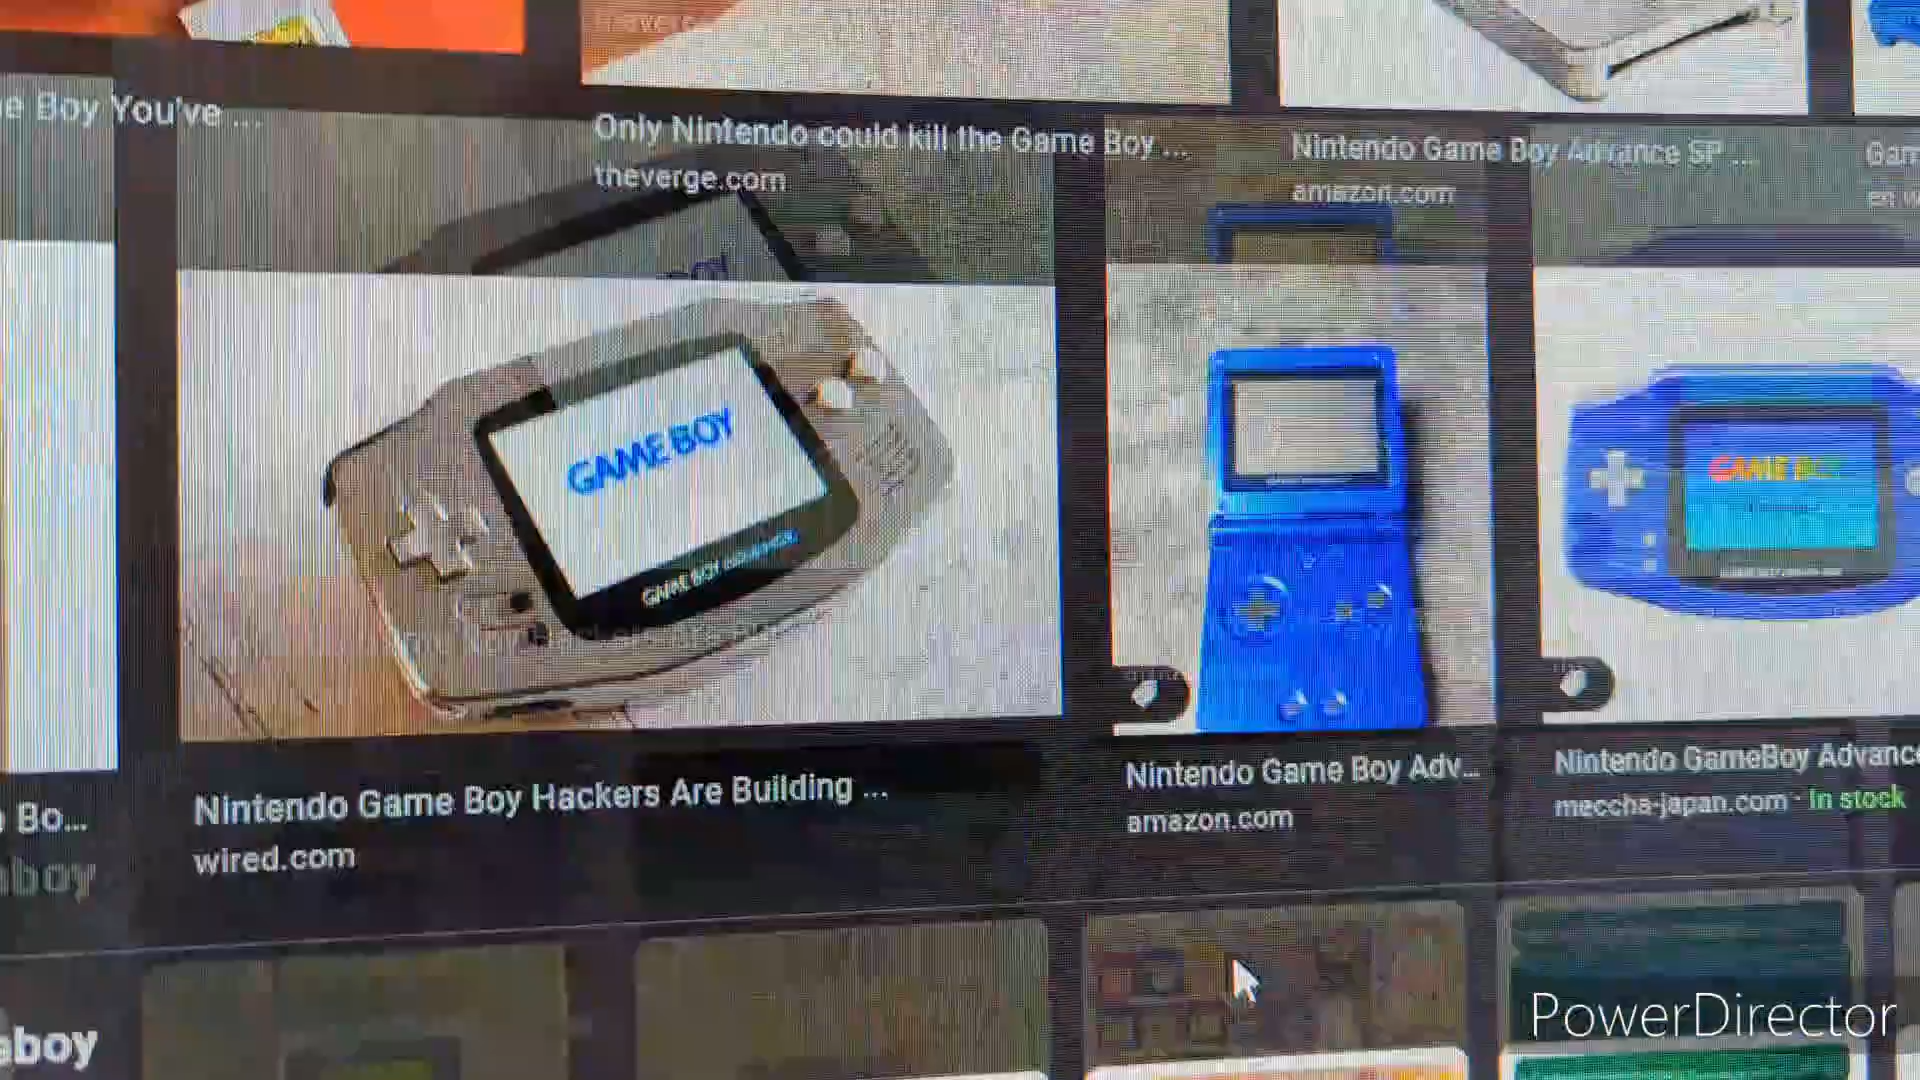 e Boy You've ...
Only Nintendo could kill the Game Boy ...
theverge.com
Nintendo Game Boy Advance SP ...
amazon.com
GAME BOY
GAME BOY ADVANCE
GAME BOY
Nintendo Game Boy Hackers Are Building ...
wired.com
Nintendo Game Boy Adv...
amazon.com
Nintendo GameBoy Advance
meccha-japan.com · In stock
Bo...
aboy
PowerDirector